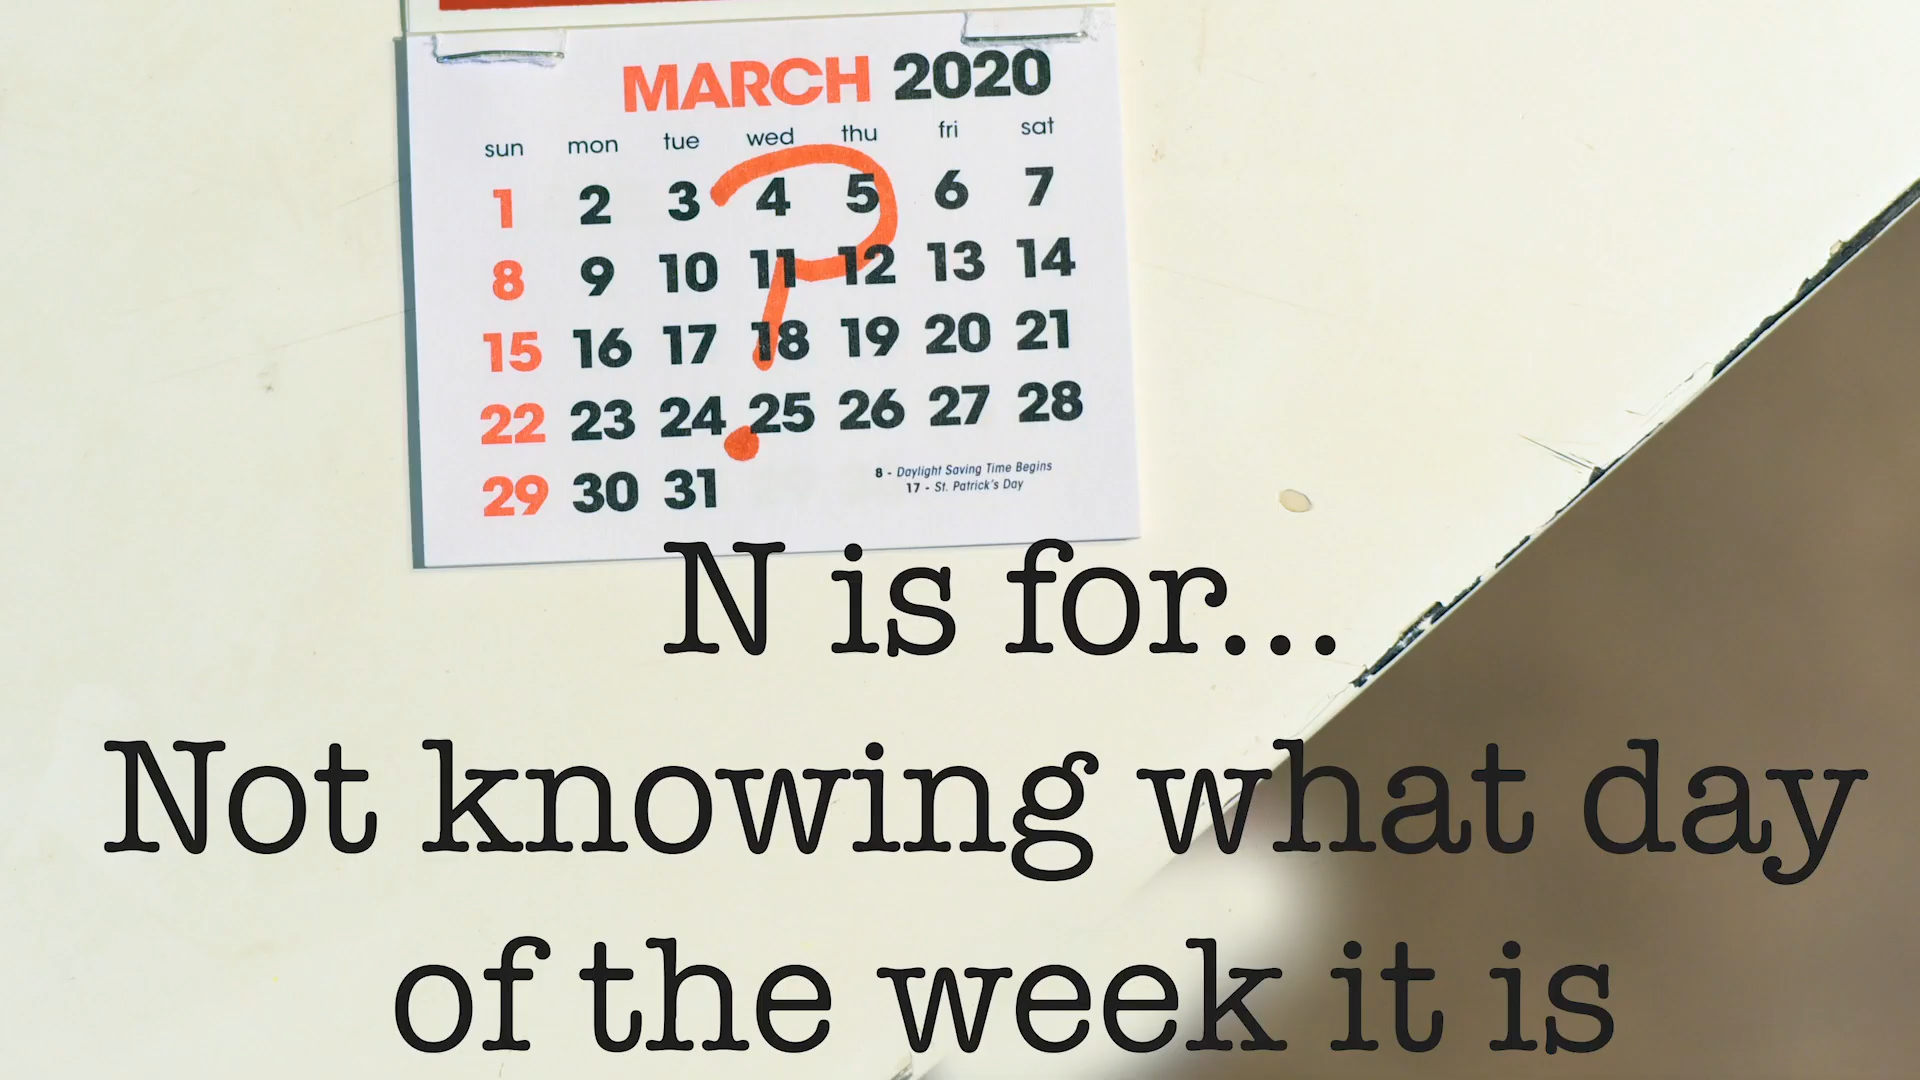 MARCH 2020
sun mon tue wed thu fri sat
1 2 3 4 5 6 7
8 9 10 11 12 13 14
15 16 17 18 19 20 21
22 23 24 25 26 27 28
29 30 31
8 - Daylight Saving Time Begins
17 - St. Patrick's Day
?
N is for...
Not knowing what day
of the week it is